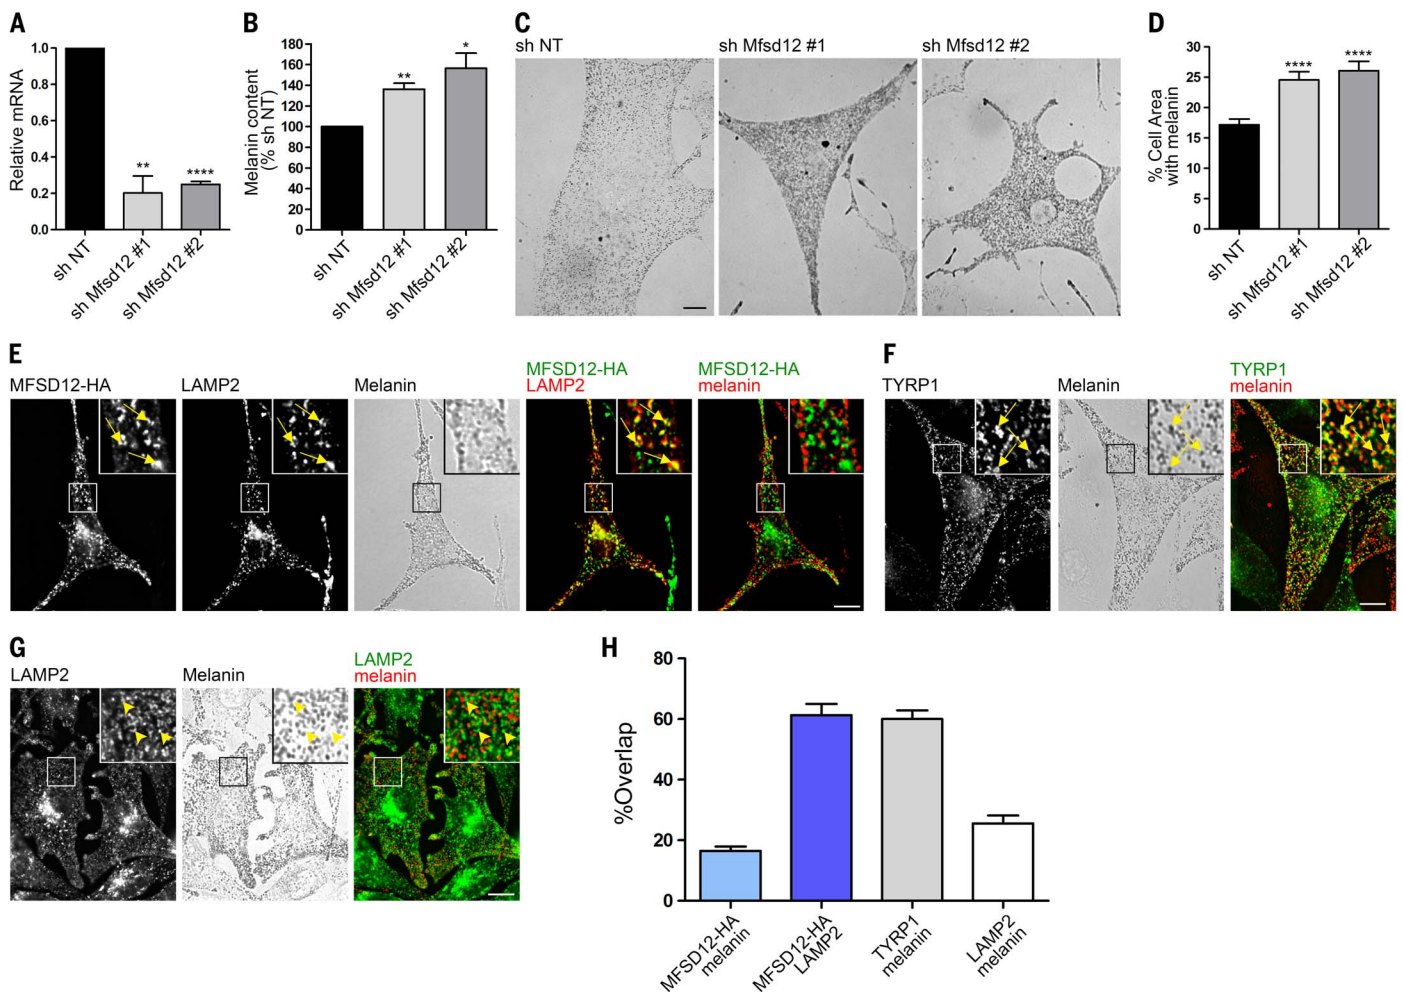 A
Relative mRNA
1.0
0.8
0.6
0.4
0.2
0.0
**
****
sh NT
sh Mfsd12 #1
sh Mfsd12 #2
B
Melanin content
(% sh NT)
180
160
140
120
100
80
60
40
20
0
**
*
sh NT
sh Mfsd12 #1
sh Mfsd12 #2
C
sh NT
sh Mfsd12 #1
sh Mfsd12 #2
D
% Cell Area
with melanin
30
25
20
15
10
5
0
****
****
sh NT
sh Mfsd12 #1
sh Mfsd12 #2
E
MFSD12-HA
LAMP2
Melanin
MFSD12-HA
LAMP2
MFSD12-HA
melanin
F
TYRP1
Melanin
TYRP1
melanin
G
LAMP2
Melanin
LAMP2
melanin
H
%Overlap
80
60
40
20
0
MFSD12-HA
melanin
MFSD12-HA
LAMP2
TYRP1
melanin
LAMP2
melanin